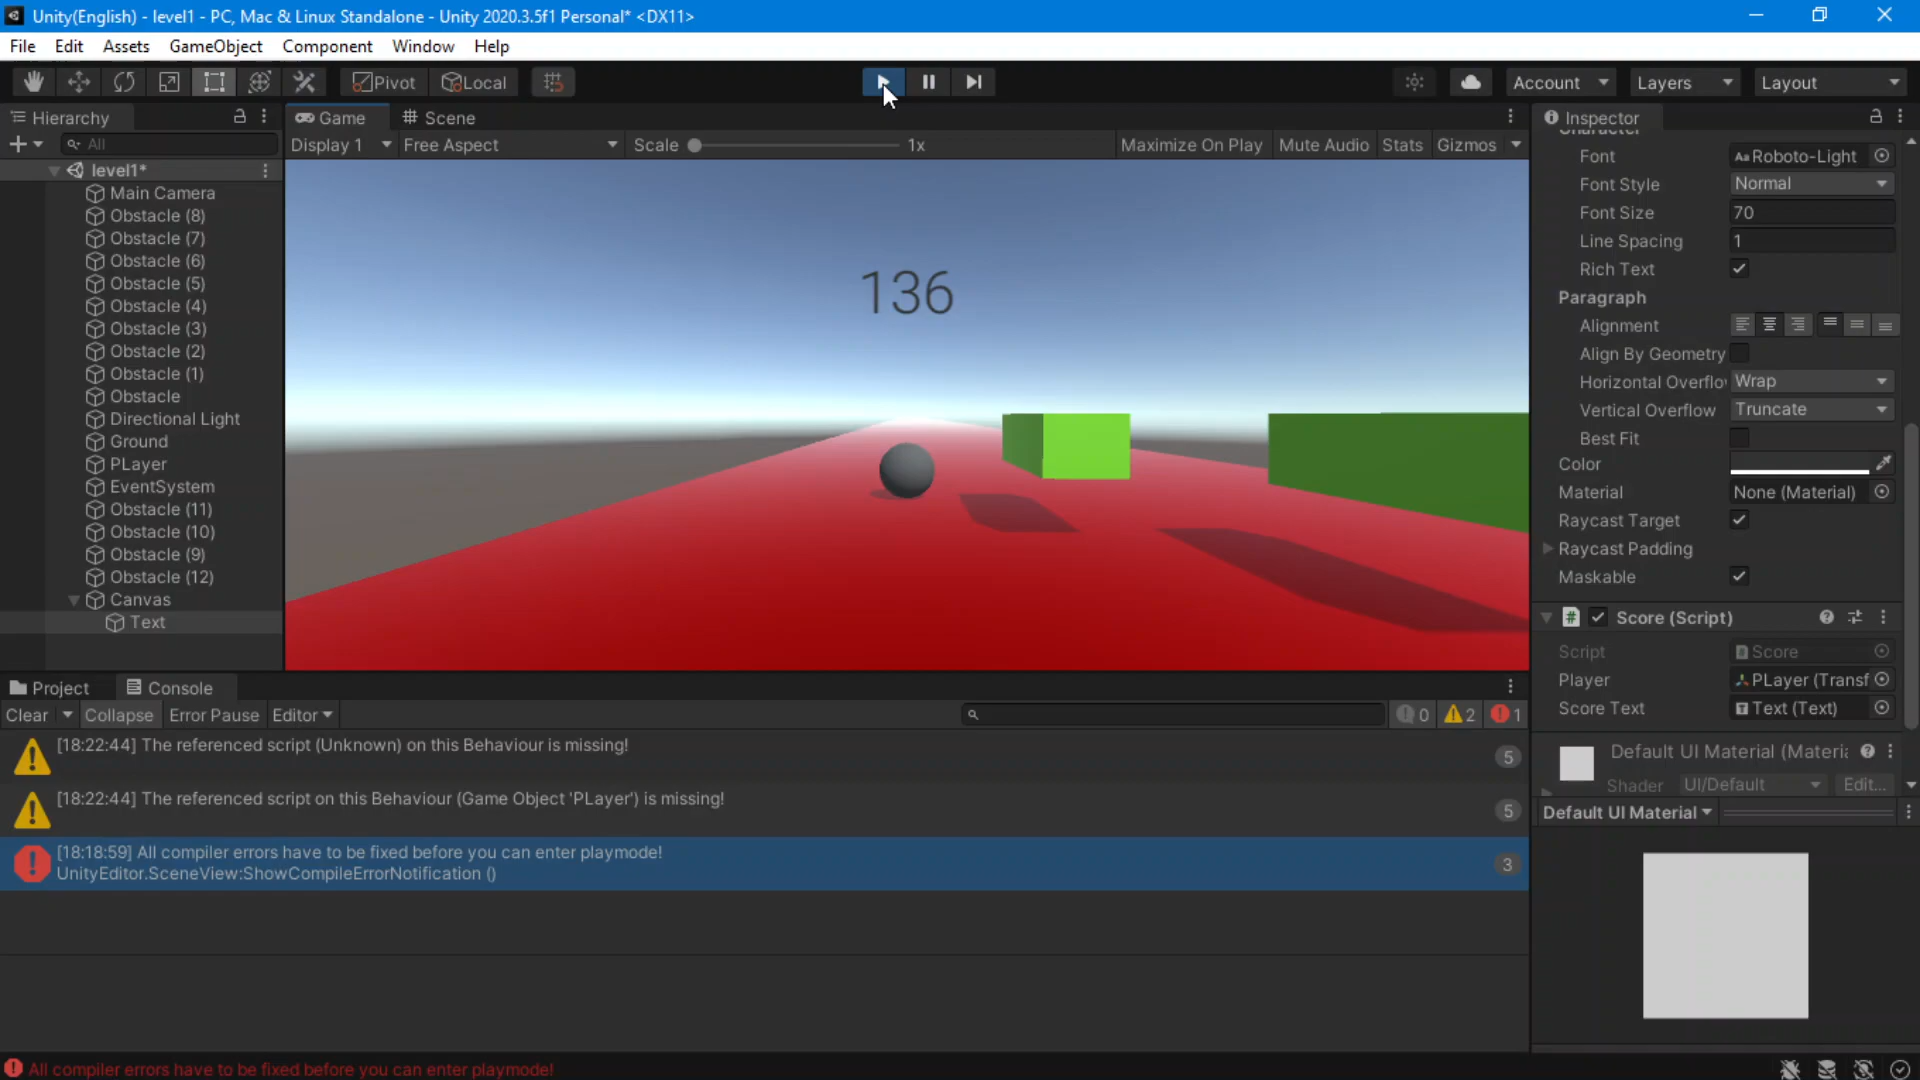 Unity(English) - level1 - PC, Mac & Linux Standalone - Unity 2020.3.5f1 Personal* <DX11>
File Edit Assets GameObject Component Window Help
Pivot Local Account Layers Layout
Hierarchy
All
level1*
Main Camera
Obstacle (8)
Obstacle (7)
Obstacle (6)
Obstacle (5)
Obstacle (4)
Obstacle (3)
Obstacle (2)
Obstacle (1)
Obstacle
Directional Light
Ground
PLayer
EventSystem
Obstacle (11)
Obstacle (10)
Obstacle (9)
Obstacle (12)
Canvas
Text
Game Scene
Display 1 Free Aspect Scale 1x Maximize On Play Mute Audio Stats Gizmos
136
Inspector
Character
Font Aa Roboto-Light
Font Style Normal
Font Size 70
Line Spacing 1
Rich Text
Paragraph
Alignment
Align By Geometry
Horizontal Overflo Wrap
Vertical Overflow Truncate
Best Fit
Color
Material None (Material)
Raycast Target
Raycast Padding
Maskable
# Score (Script)
Script Score
Player PLayer (Transf
Score Text Text (Text)
Default UI Material (Materia
Shader UI/Default Edit...
Default UI Material
Project Console
Clear Collapse Error Pause Editor 0 2 1
[18:22:44] The referenced script (Unknown) on this Behaviour is missing!
5
[18:22:44] The referenced script on this Behaviour (Game Object 'PLayer') is missing!
5
[18:18:59] All compiler errors have to be fixed before you can enter playmode!
UnityEditor.SceneView:ShowCompileErrorNotification ()
3
All compiler errors have to be fixed before you can enter playmode!